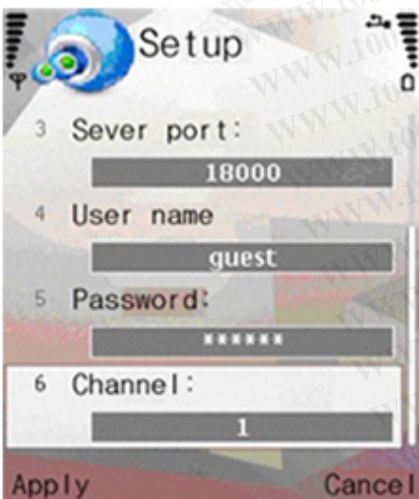 Setup
3 Sever port:
18000
4 User name
guest
5 Password:
******
6 Channel:
1
Apply Cancel